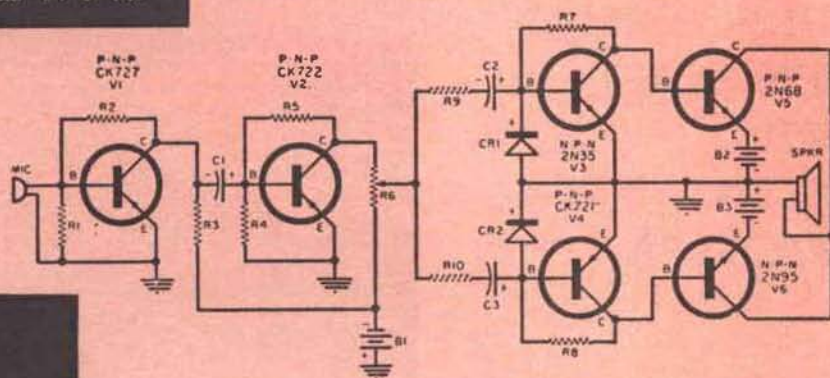 P-N-P
CK727
V1
P-N-P
CK722
V2
R2
R5
C
C
MIC
B
C1
B
R6
R1
R3
R4
E
E
B1
R7
C2
R9
B
C
CR1
E
N-P-N
2N35
V3
B
C
P-N-P
2N68
V5
E
B2
SPKR
P-N-P
CK721
V4
CR2
B3
R10
C3
B
E
C
R8
B
E
C
N-P-N
2N95
V6